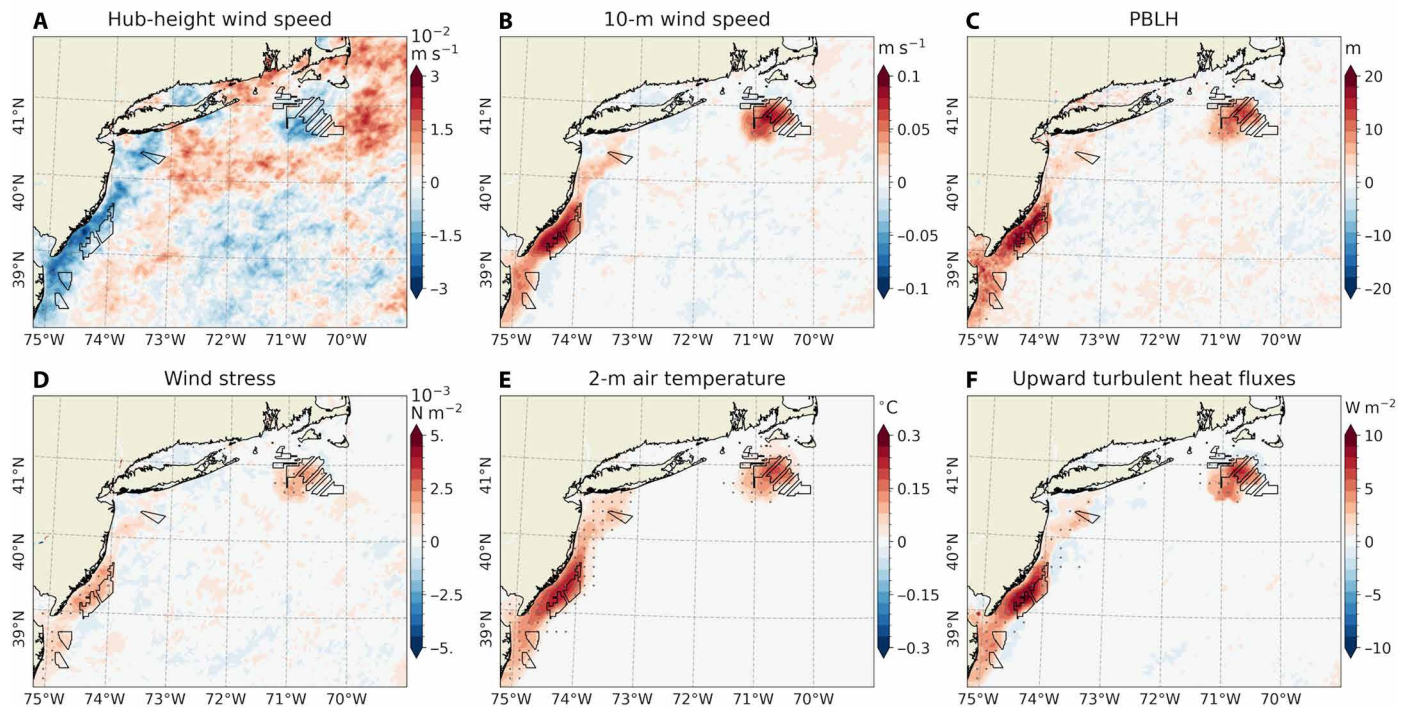 A Hub-height wind speed
10⁻²
m s⁻¹
3
1.5
0
−1.5
−3
41°N
40°N
39°N
75°W 74°W 73°W 72°W 71°W 70°W
B 10-m wind speed
m s⁻¹
0.1
0.05
0
−0.05
−0.1
41°N
40°N
39°N
75°W 74°W 73°W 72°W 71°W 70°W
C PBLH
m
20
10
0
−10
−20
41°N
40°N
39°N
75°W 74°W 73°W 72°W 71°W 70°W
D Wind stress
10⁻³
N m⁻²
5.
2.5
0
−2.5
−5.
41°N
40°N
39°N
75°W 74°W 73°W 72°W 71°W 70°W
E 2-m air temperature
°C
0.3
0.15
0
−0.15
−0.3
41°N
40°N
39°N
75°W 74°W 73°W 72°W 71°W 70°W
F Upward turbulent heat fluxes
W m⁻²
10
5
0
−5
−10
41°N
40°N
39°N
75°W 74°W 73°W 72°W 71°W 70°W